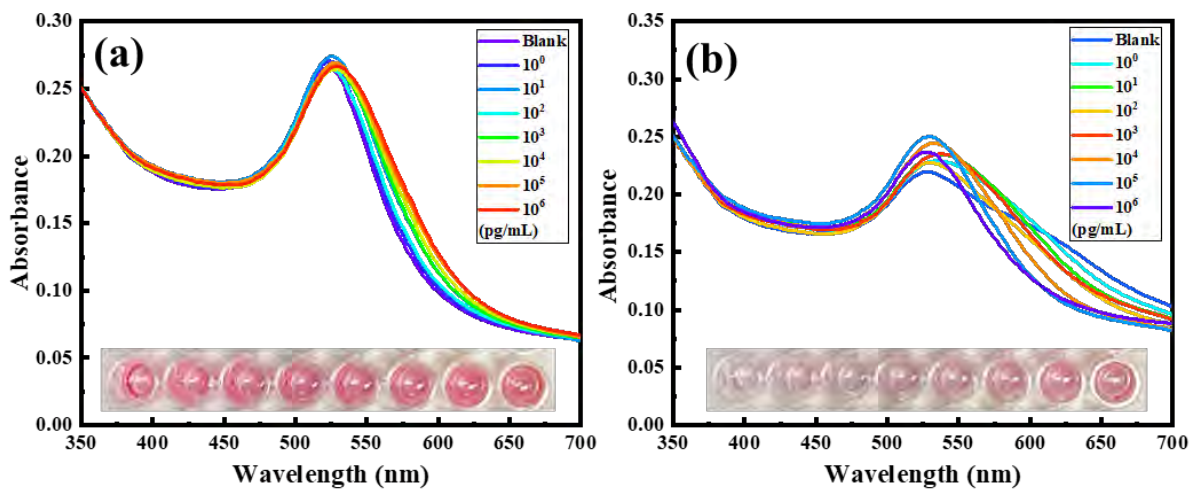 (a)
Absorbance
0.30
0.25
0.20
0.15
0.10
0.05
0.00
350 400 450 500 550 600 650 700
Wavelength (nm)
Blank
10⁰
10¹
10²
10³
10⁴
10⁵
10⁶
(pg/mL)
(b)
Absorbance
0.35
0.30
0.25
0.20
0.15
0.10
0.05
0.00
350 400 450 500 550 600 650 700
Wavelength (nm)
Blank
10⁰
10¹
10²
10³
10⁴
10⁵
10⁶
(pg/mL)